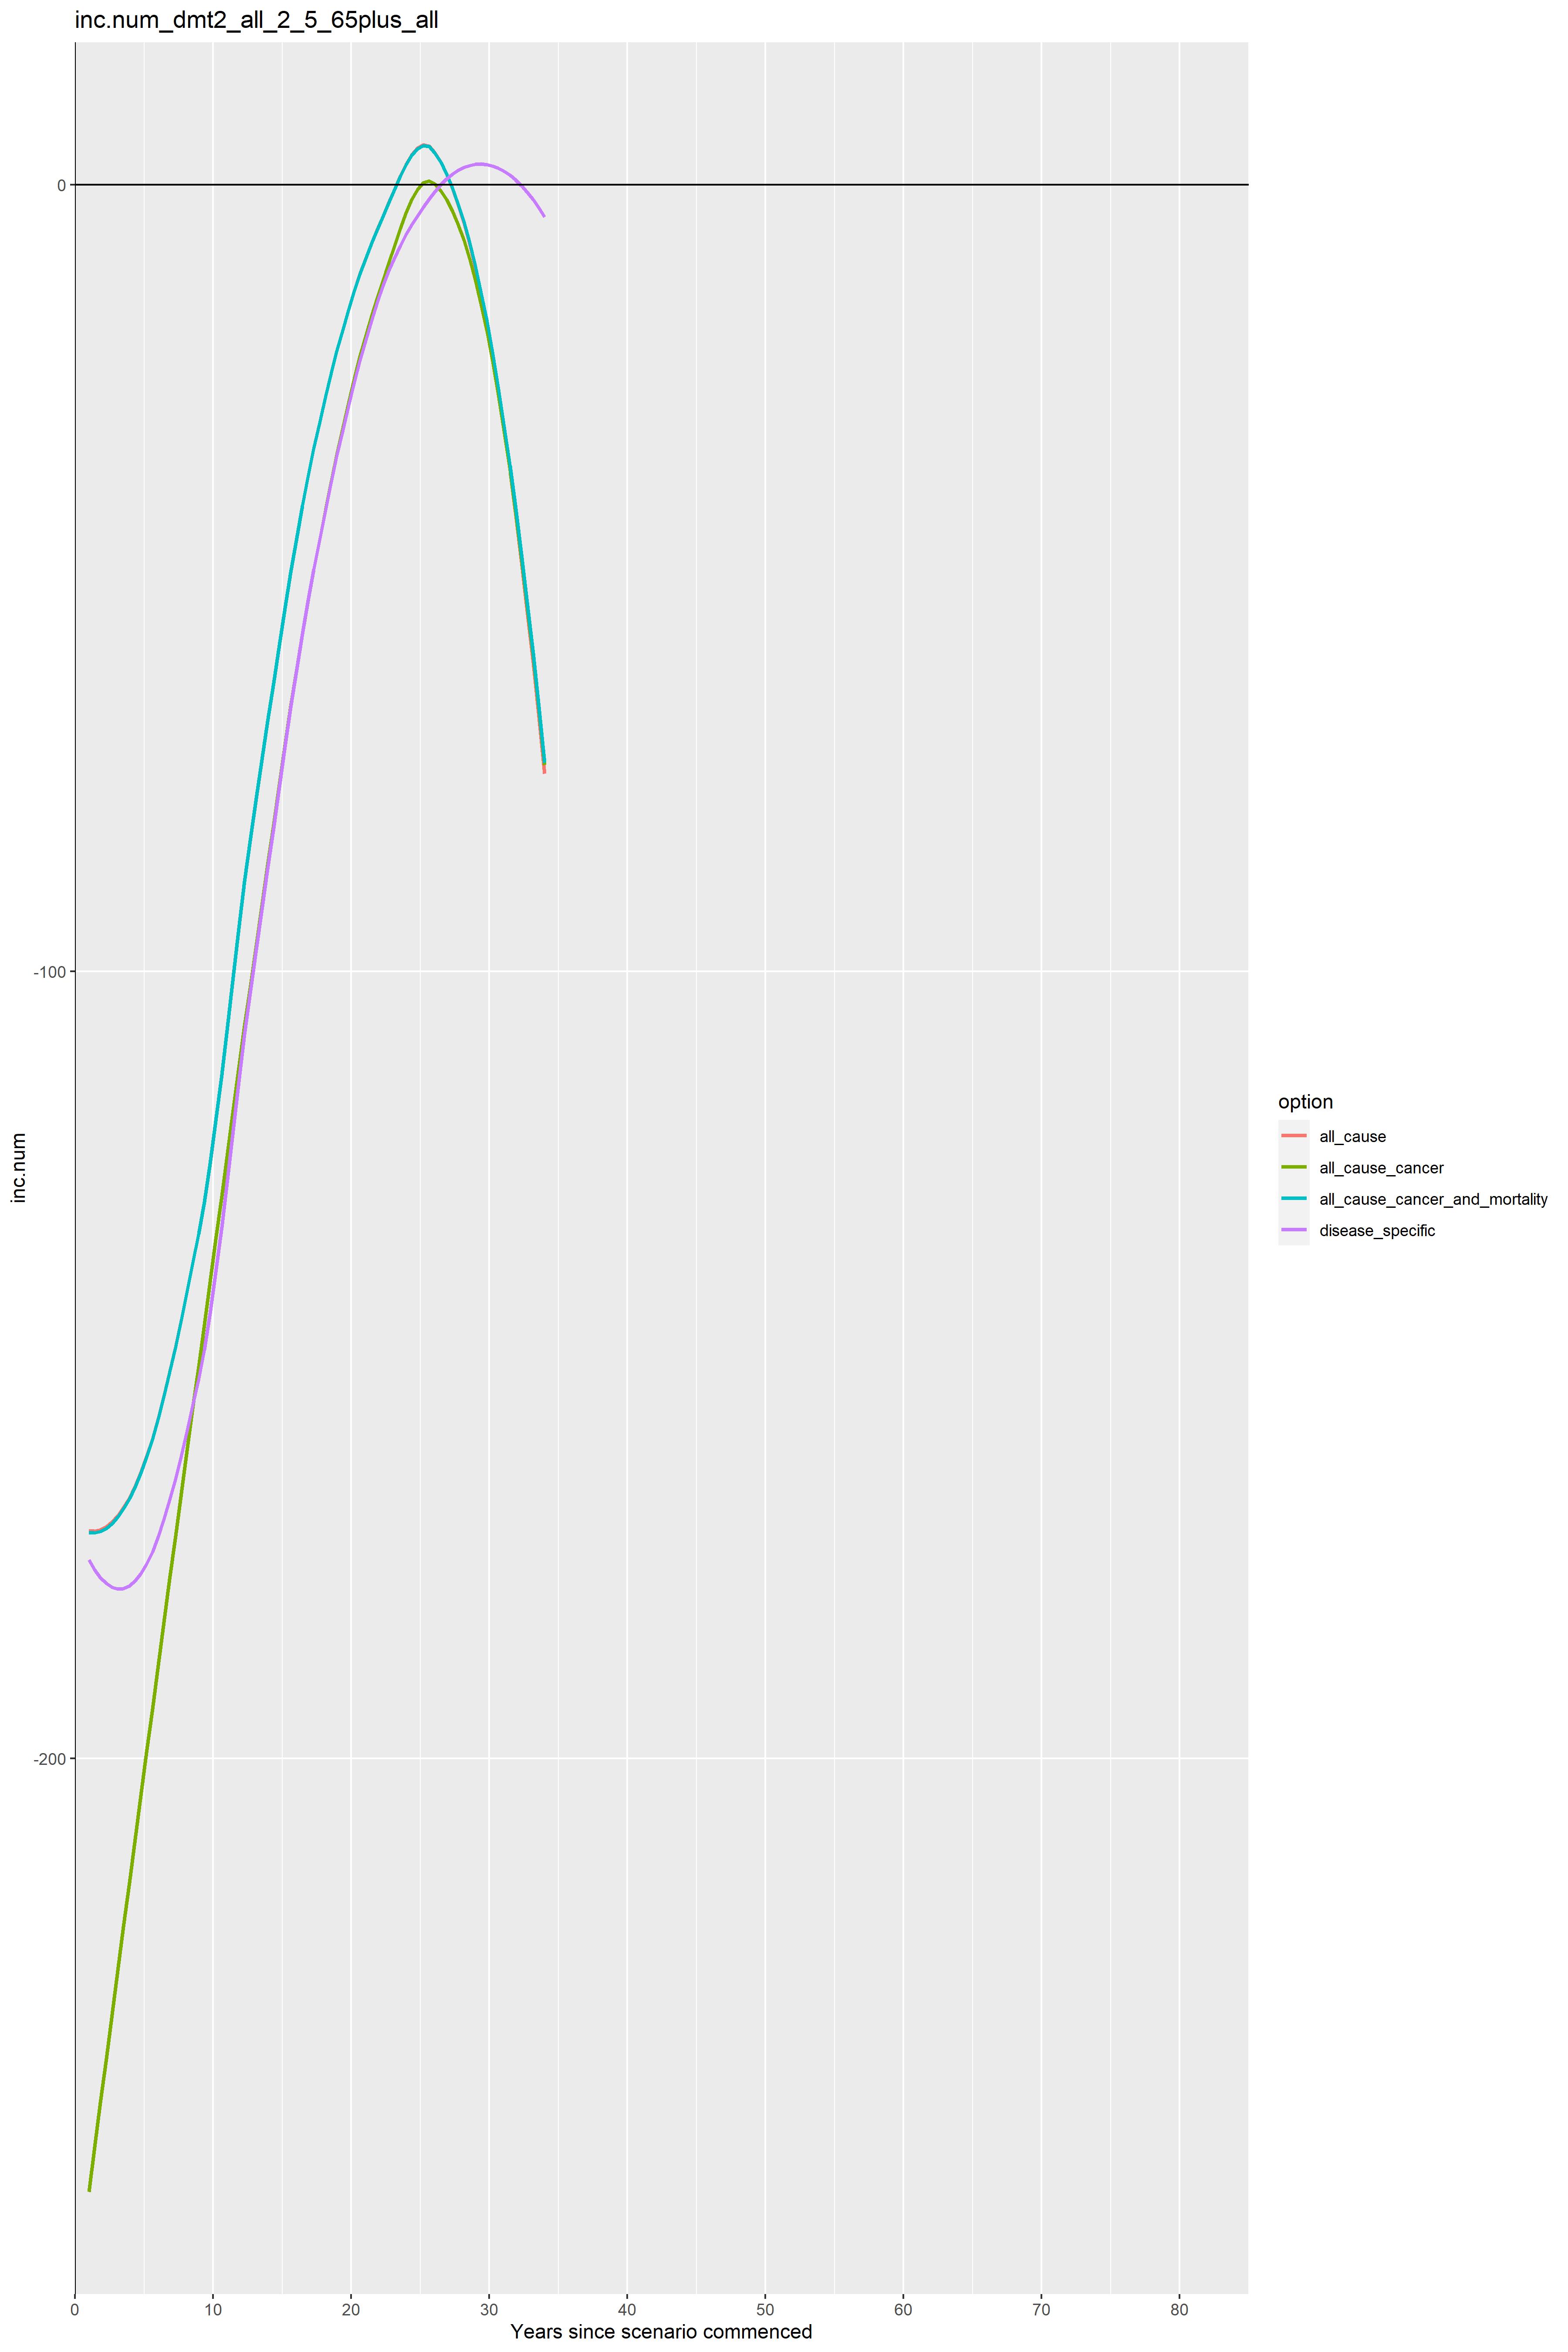 inc.num_dmt2_all_2_5_65plus_all
inc.num
0
-100
-200
0 10 20 30 40 50 60 70 80
Years since scenario commenced
option
all_cause
all_cause_cancer
all_cause_cancer_and_mortality
disease_specific